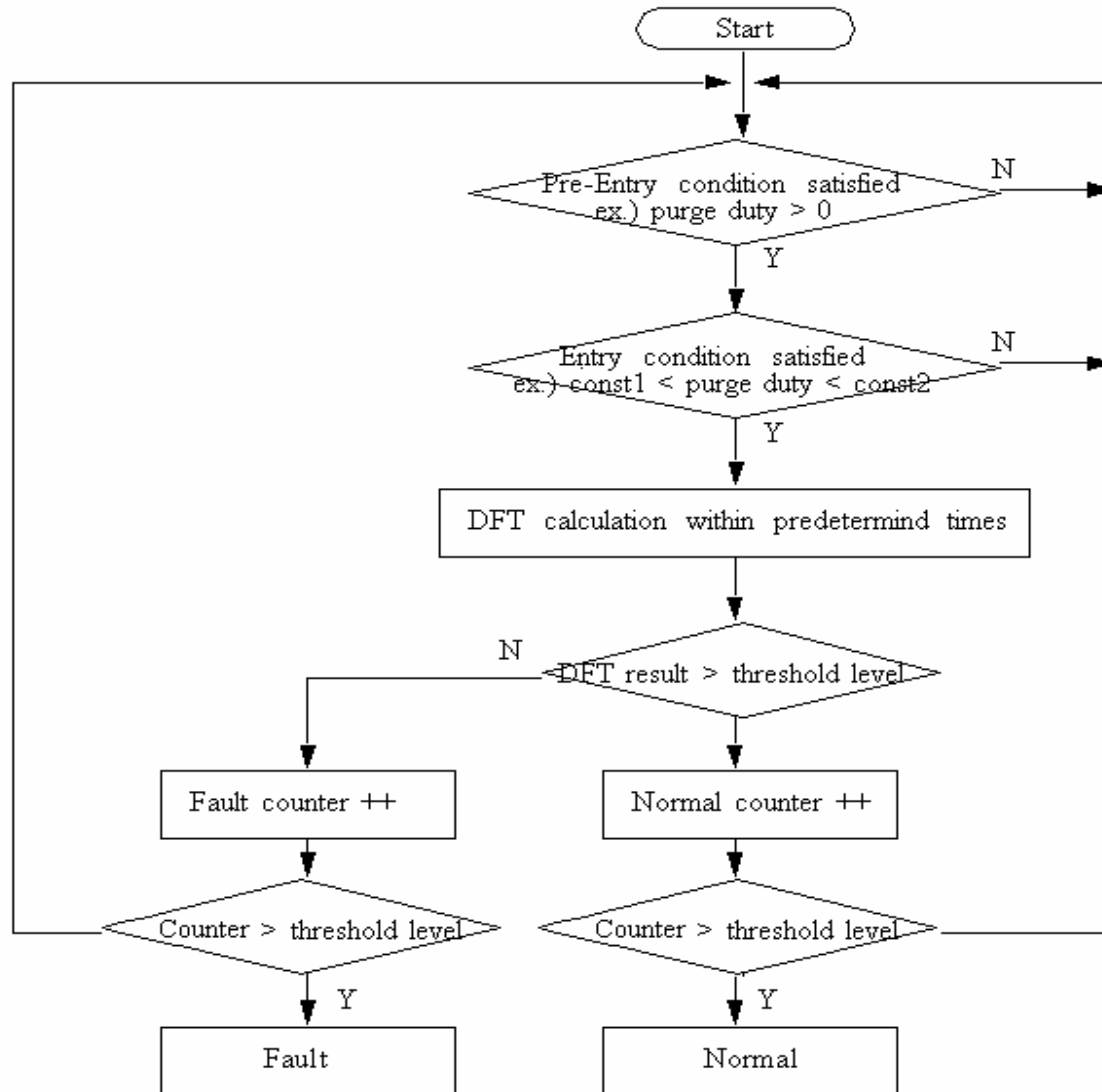 Start
Pre-Entry condition satisfied
ex.) purge duty > 0
N
Y
Entry condition satisfied
ex.) const1 < purge duty < const2
N
Y
DFT calculation within predetermind times
N
DFT result > threshold level
Fault counter ++
Normal counter ++
Counter > threshold level
Counter > threshold level
Y
Y
Fault
Normal